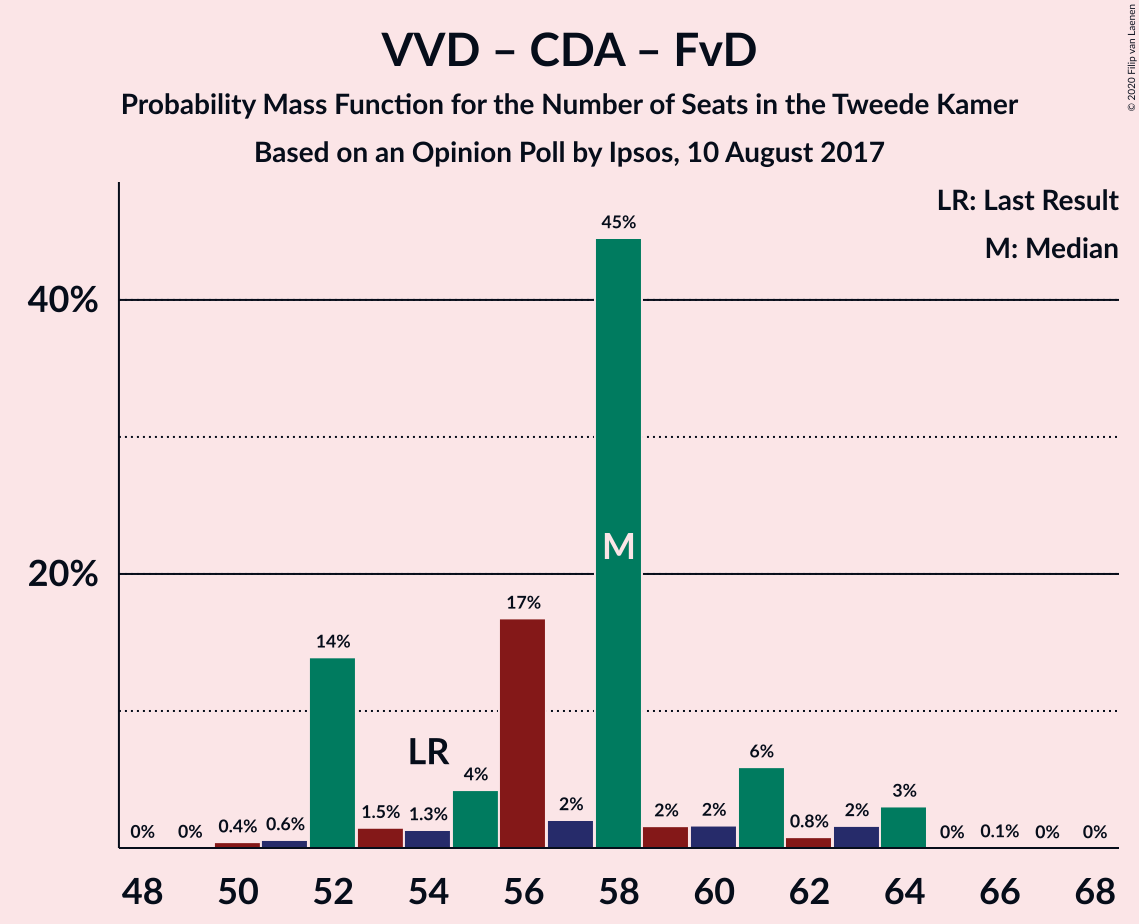 VVD – CDA – FvD
Probability Mass Function for the Number of Seats in the Tweede Kamer
Based on an Opinion Poll by Ipsos, 10 August 2017
© 2020 Filip van Laenen
LR: Last Result
M: Median
45%
40%
M
20%
17%
14%
LR
6%
4%
3%
0% 0% 0.4% 0.6% 1.5% 1.3% 2% 2% 2% 0.8% 2% 0% 0.1% 0% 0%
48 50 52 54 56 58 60 62 64 66 68